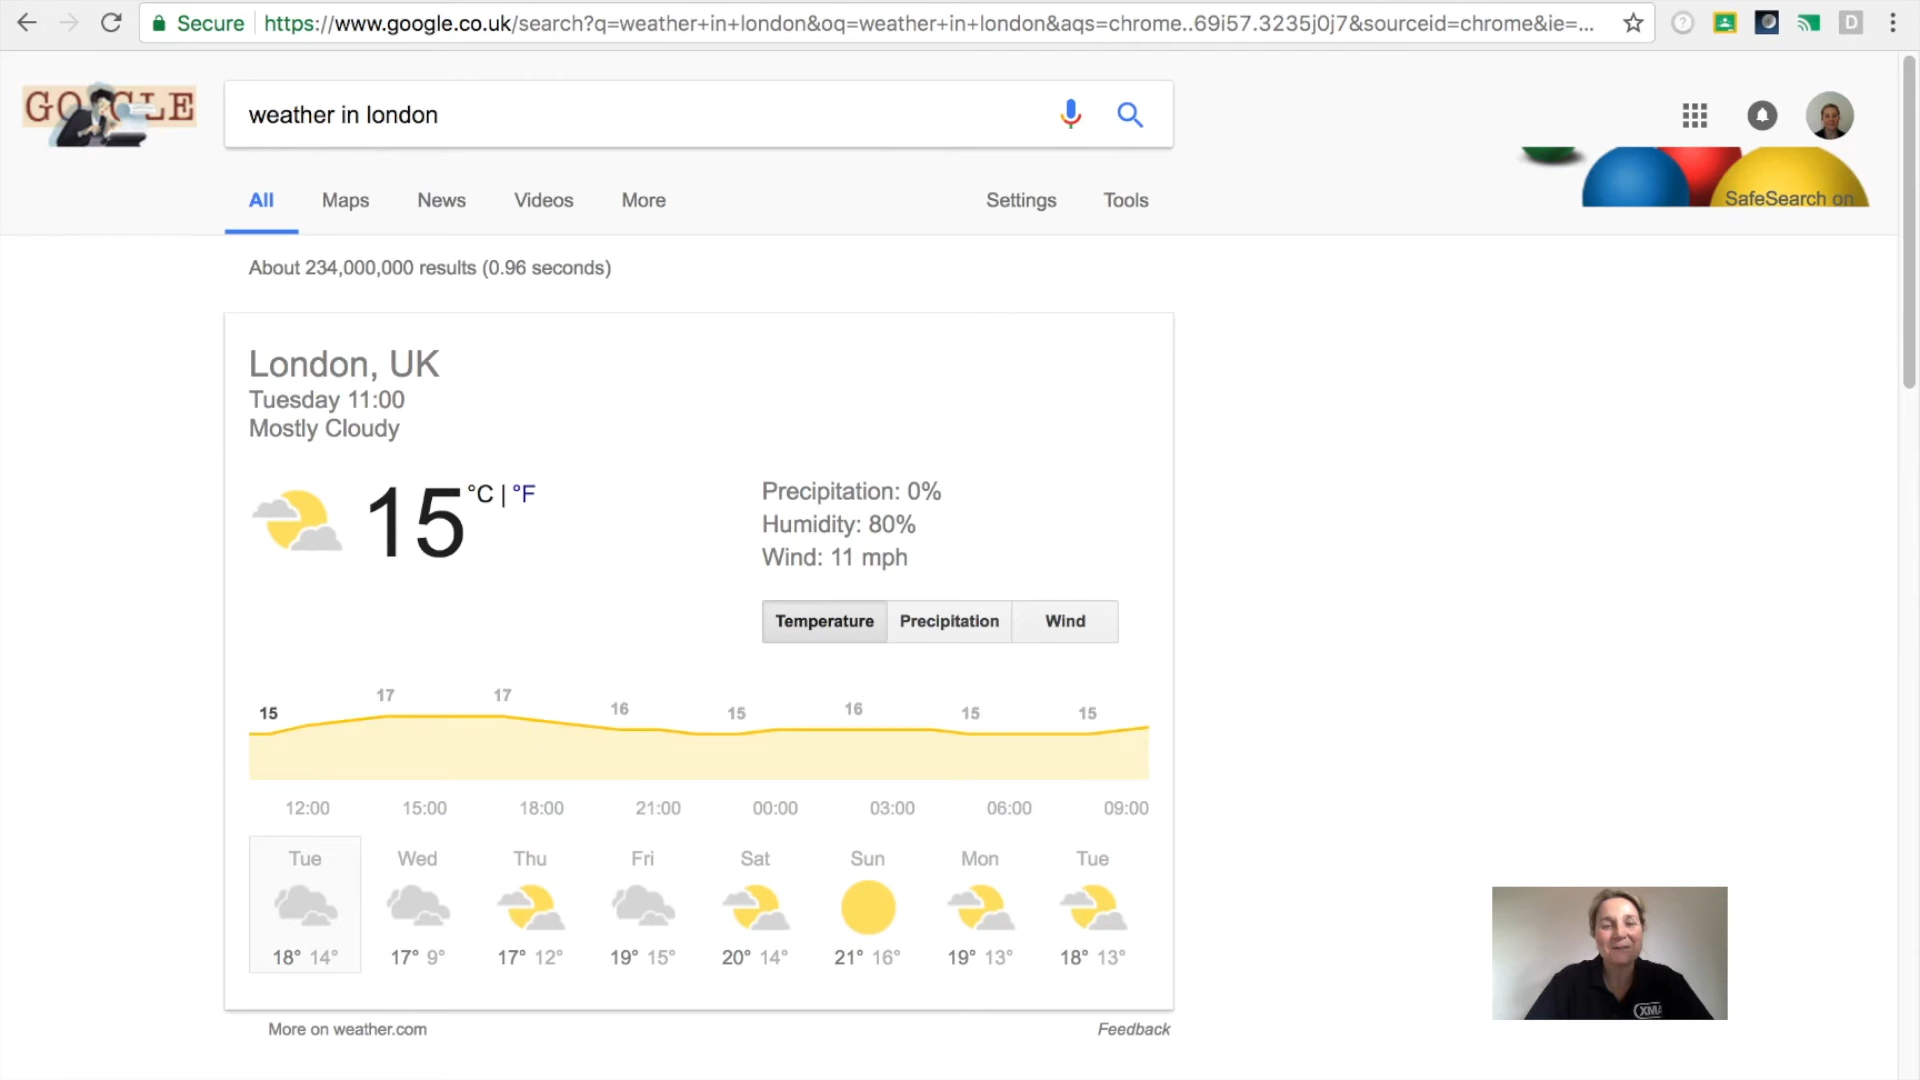 Secure https://www.google.co.uk/search?q=weather+in+london&oq=weather+in+london&aqs=chrome..69i57.3235j0j7&sourceid=chrome&ie=... ? D
GOOGLE
weather in london
All Maps News Videos More Settings Tools
SafeSearch on
About 234,000,000 results (0.96 seconds)
London, UK
Tuesday 11:00
Mostly Cloudy
15 °C | °F
Precipitation: 0%
Humidity: 80%
Wind: 11 mph
Temperature Precipitation Wind
15 17 17 16 15 16 15 15
12:00 15:00 18:00 21:00 00:00 03:00 06:00 09:00
Tue Wed Thu Fri Sat Sun Mon Tue
18° 14° 17° 9° 17° 12° 19° 15° 20° 14° 21° 16° 19° 13° 18° 13°
XMA
More on weather.com Feedback